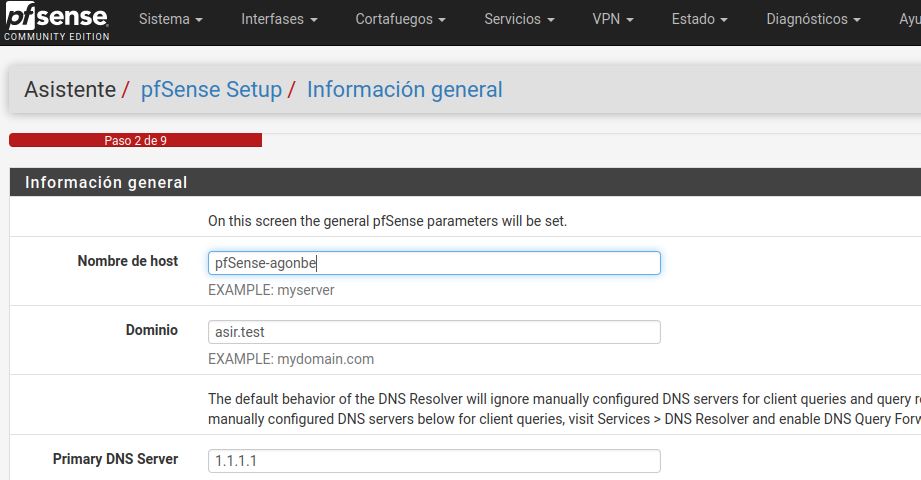 pfsense
COMMUNITY EDITION
Sistema Interfases Cortafuegos Servicios VPN Estado Diagnósticos
Asistente / pfSense Setup / Información general
Paso 2 de 9
Información general
On this screen the general pfSense parameters will be set.
Nombre de host pfSense-agonbe
EXAMPLE: myserver
Dominio asir.test
EXAMPLE: mydomain.com
The default behavior of the DNS Resolver will ignore manually configured DNS servers for client queries and query
manually configured DNS servers below for client queries, visit Services > DNS Resolver and enable DNS Query
Primary DNS Server 1.1.1.1